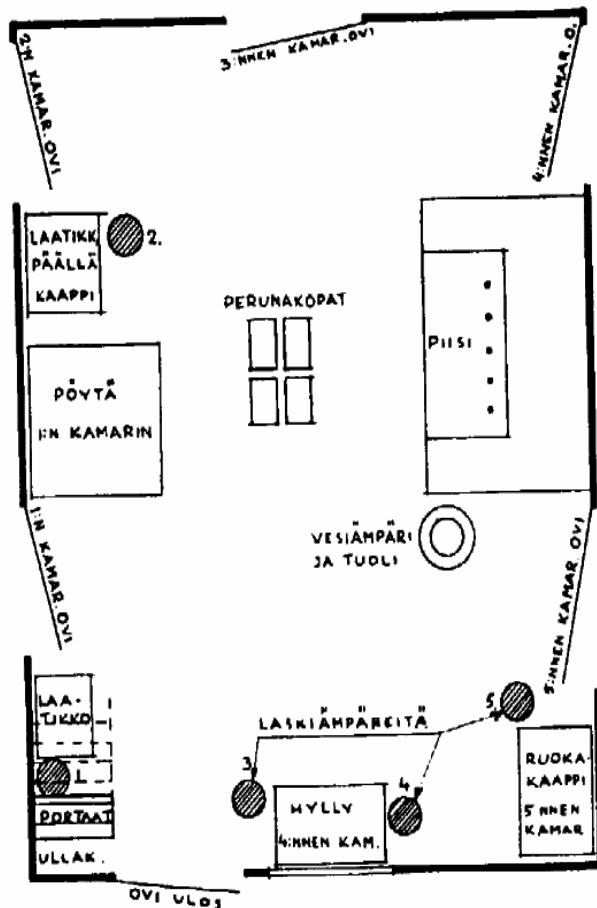 2:N KAMAR.OVI
3:NNEN KAMAR.OVI
4:NNEN KAMAR.O.
LAATIKK.
PÄÄLLÄ
KAAPPI
2.
PERUNAKOPAT
PIISI
PÖYTÄ
1:N KAMARIN
1:N KAMAR.OVI
VESIÄMPÄRI
JA TUOLI
5:NNEN KAMAR.OVI
LAA-
TIKKO
LASKIÄMPÄREITÄ
5.
1.
3.
4
PORTAAT
HYLLY
4:NNEN KAM.
RUOKA-
KAAPPI
5:NNEN
KAMAR
ULLAK.
OVI ULOS